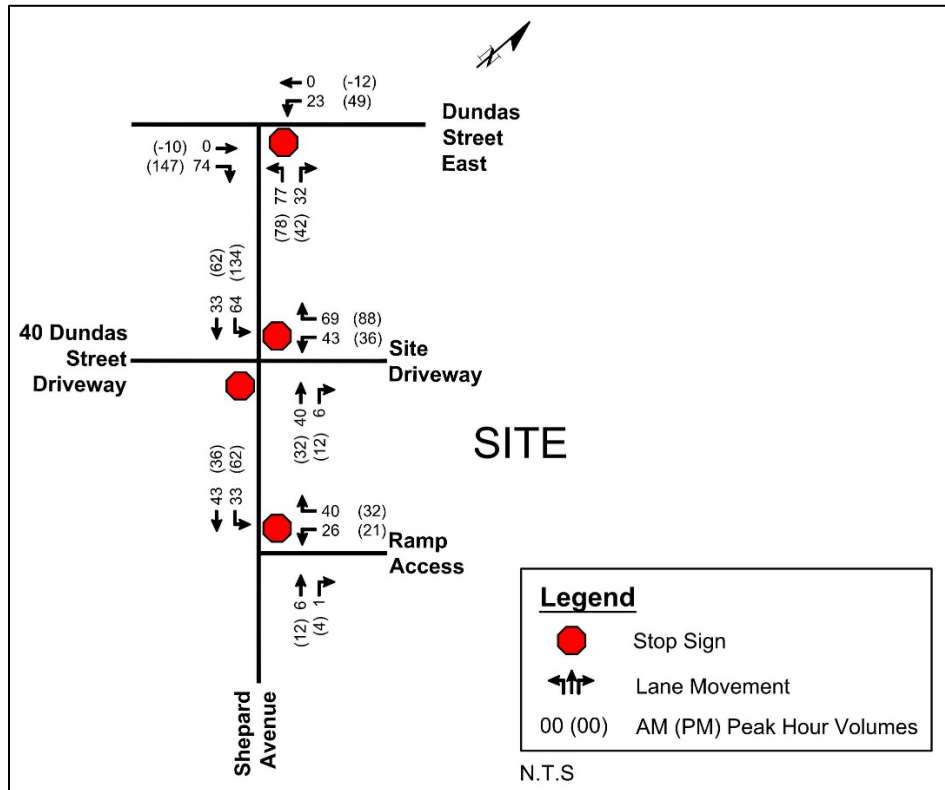 N
0 (-12)
23 (49)
Dundas
Street
East
(-10) 0
(147) 74
(78) 77
(42) 32
33 (62)
64 (134)
69 (88)
43 (36)
40 Dundas
Street
Driveway
Site
Driveway
(32) 40
(12) 6
SITE
43 (36)
33 (62)
40 (32)
26 (21)
Ramp
Access
(12) 6
(4) 1
Shepard
Avenue
Legend
Stop Sign
Lane Movement
00 (00) AM (PM) Peak Hour Volumes
N.T.S